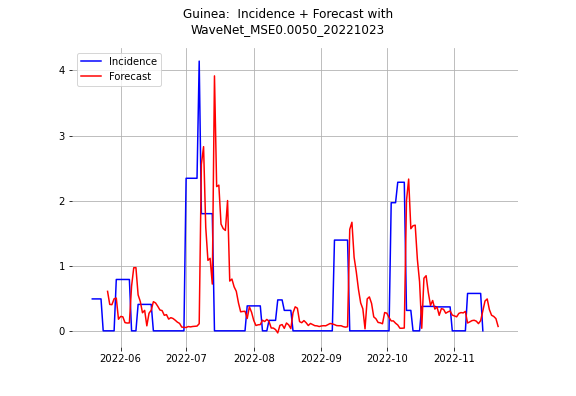 Guinea:  Incidence + Forecast with
WaveNet_MSE0.0050_20221023
Incidence
Forecast
4
3
2
1
0
2022-06
2022-07
2022-08
2022-09
2022-10
2022-11